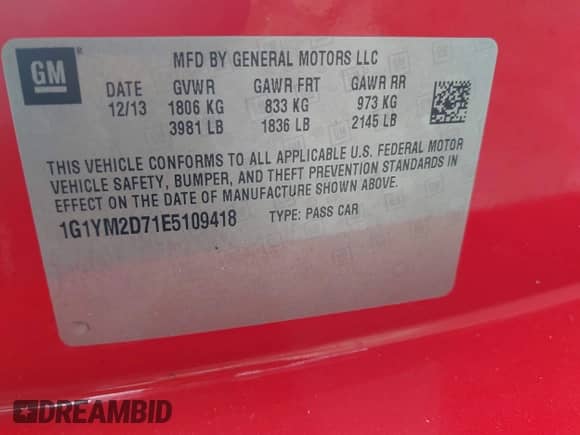 GM
®
MFD BY GENERAL MOTORS LLC
DATE GVWR GAWR FRT GAWR RR
12/13 1806 KG 833 KG 973 KG
3981 LB 1836 LB 2145 LB
THIS VEHICLE CONFORMS TO ALL APPLICABLE U.S. FEDERAL MOTOR
VEHICLE SAFETY, BUMPER, AND THEFT PREVENTION STANDARDS IN
EFFECT ON THE DATE OF MANUFACTURE SHOWN ABOVE.
1G1YM2D71E5109418 TYPE: PASS CAR
DREAMBID